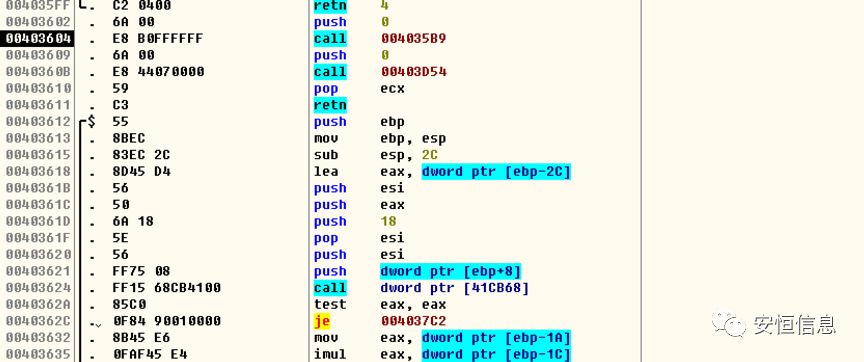 004035FF . C2 0400 retn 4
00403602 . 6A 00 push 0
00403604 . E8 B0FFFFFF call 004035B9
00403609 . 6A 00 push 0
0040360B . E8 44070000 call 00403D54
00403610 . 59 pop ecx
00403611 . C3 retn
00403612 $ 55 push ebp
00403613 . 8BEC mov ebp, esp
00403615 . 83EC 2C sub esp, 2C
00403618 . 8D45 D4 lea eax, dword ptr [ebp-2C]
0040361B . 56 push esi
0040361C . 50 push eax
0040361D . 6A 18 push 18
0040361F . 5E pop esi
00403620 . 56 push esi
00403621 . FF75 08 push dword ptr [ebp+8]
00403624 . FF15 68CB4100 call dword ptr [41CB68]
0040362A . 85C0 test eax, eax
0040362C . 0F84 90010000 je 004037C2
00403632 . 8B45 E6 mov eax, dword ptr [ebp-1A]
00403635 . 0FAF45 E4 imul eax, dword ptr [ebp-1C]
安恒信息